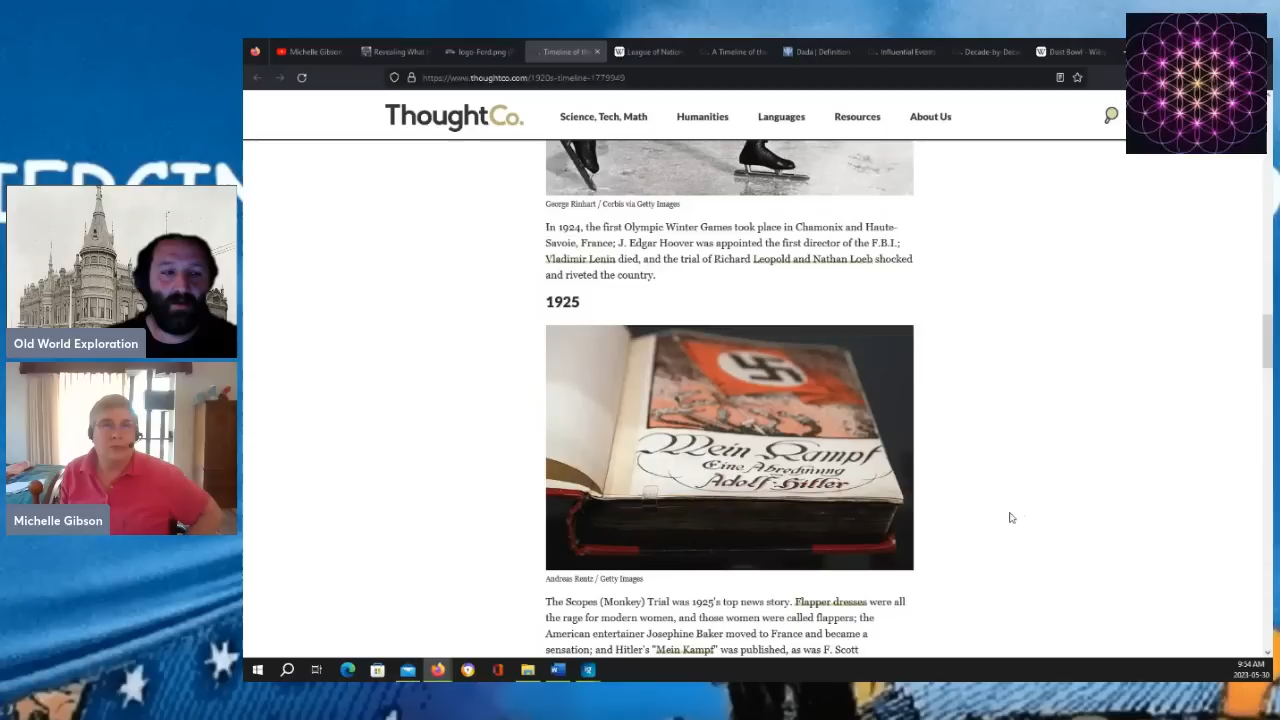 Michelle Gibson
Revealing What
logo-Ford.png
Timeline of the
League of Nation
A Timeline of the
Dada | Definition
Influential Events
Decade-by-Deca
Dust Bowl - Wiki
https://www.thoughtco.com/1920s-timeline-1779949
ThoughtCo.
Science, Tech, Math
Humanities
Languages
Resources
About Us
George Rinhart / Corbis via Getty Images
In 1924, the first Olympic Winter Games took place in Chamonix and Haute-
Savoie, France; J. Edgar Hoover was appointed the first director of the F.B.I.;
Vladimir Lenin died, and the trial of Richard Leopold and Nathan Loeb shocked
and riveted the country.
1925
Mein Kampf
Eine Abrechnung
Adolf Hitler
Andreas Rentz / Getty Images
The Scopes (Monkey) Trial was 1925's top news story. Flapper dresses were all
the rage for modern women, and those women were called flappers; the
American entertainer Josephine Baker moved to France and became a
sensation; and Hitler's "Mein Kampf" was published, as was F. Scott
Old World Exploration
Michelle Gibson
9:54 AM
2023-05-30